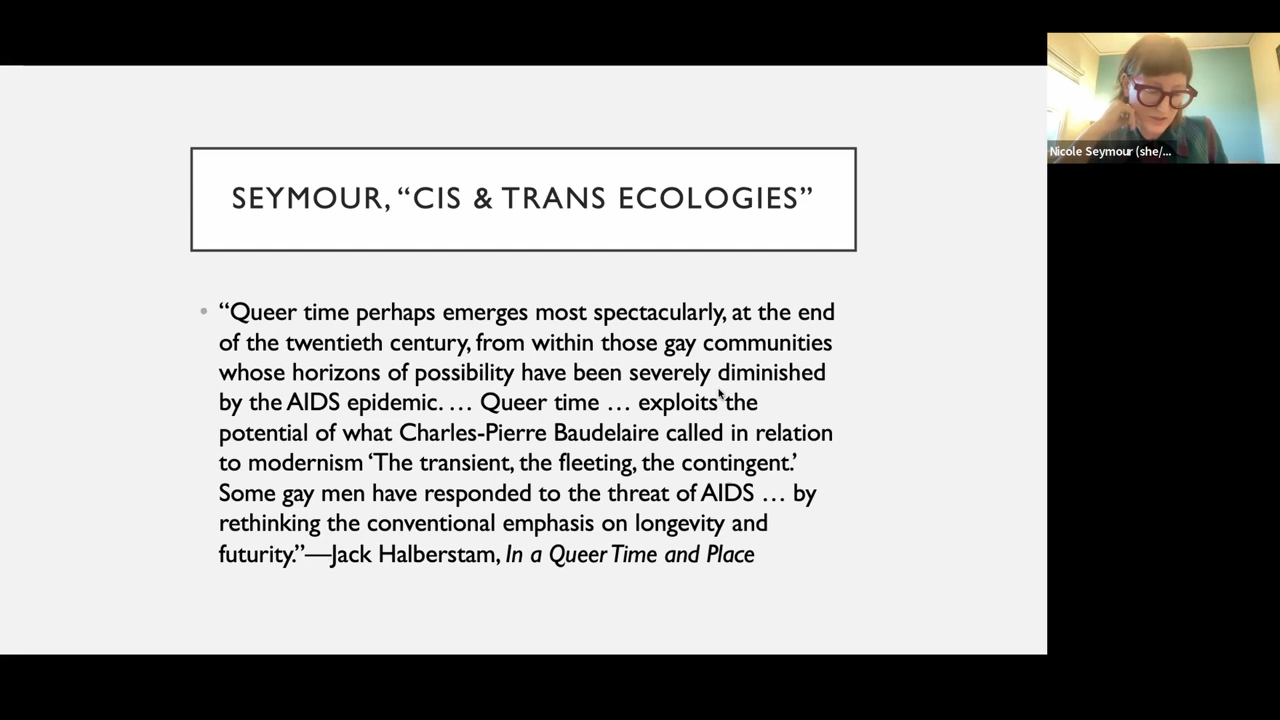 SEYMOUR, “CIS & TRANS ECOLOGIES”
• “Queer time perhaps emerges most spectacularly, at the end
of the twentieth century, from within those gay communities
whose horizons of possibility have been severely diminished
by the AIDS epidemic. … Queer time … exploits the
potential of what Charles-Pierre Baudelaire called in relation
to modernism ‘The transient, the fleeting, the contingent.’
Some gay men have responded to the threat of AIDS … by
rethinking the conventional emphasis on longevity and
futurity.”—Jack Halberstam, In a Queer Time and Place
Nicole Seymour (she/...